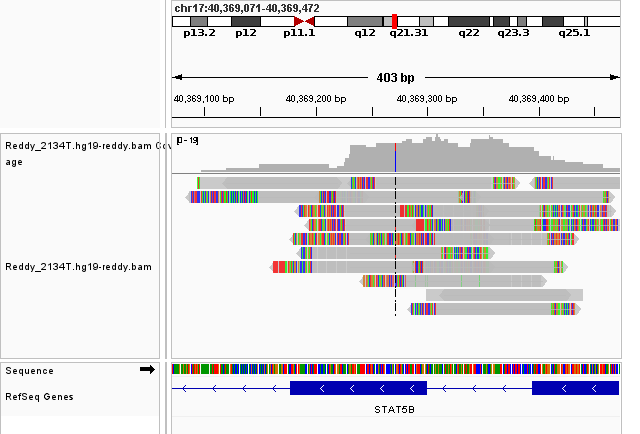 chr17:40,369,071-40,369,472
p13.2 p12 p11.1 q12 q21.31 q22 q23.3 q25.1
403 bp
40,369,100 bp 40,369,200 bp 40,369,300 bp 40,369,400 bp
Reddy_2134T.hg19-reddy.bam Cov
age
[0 - 19]
Reddy_2134T.hg19-reddy.bam
Sequence
RefSeq Genes
STAT5B